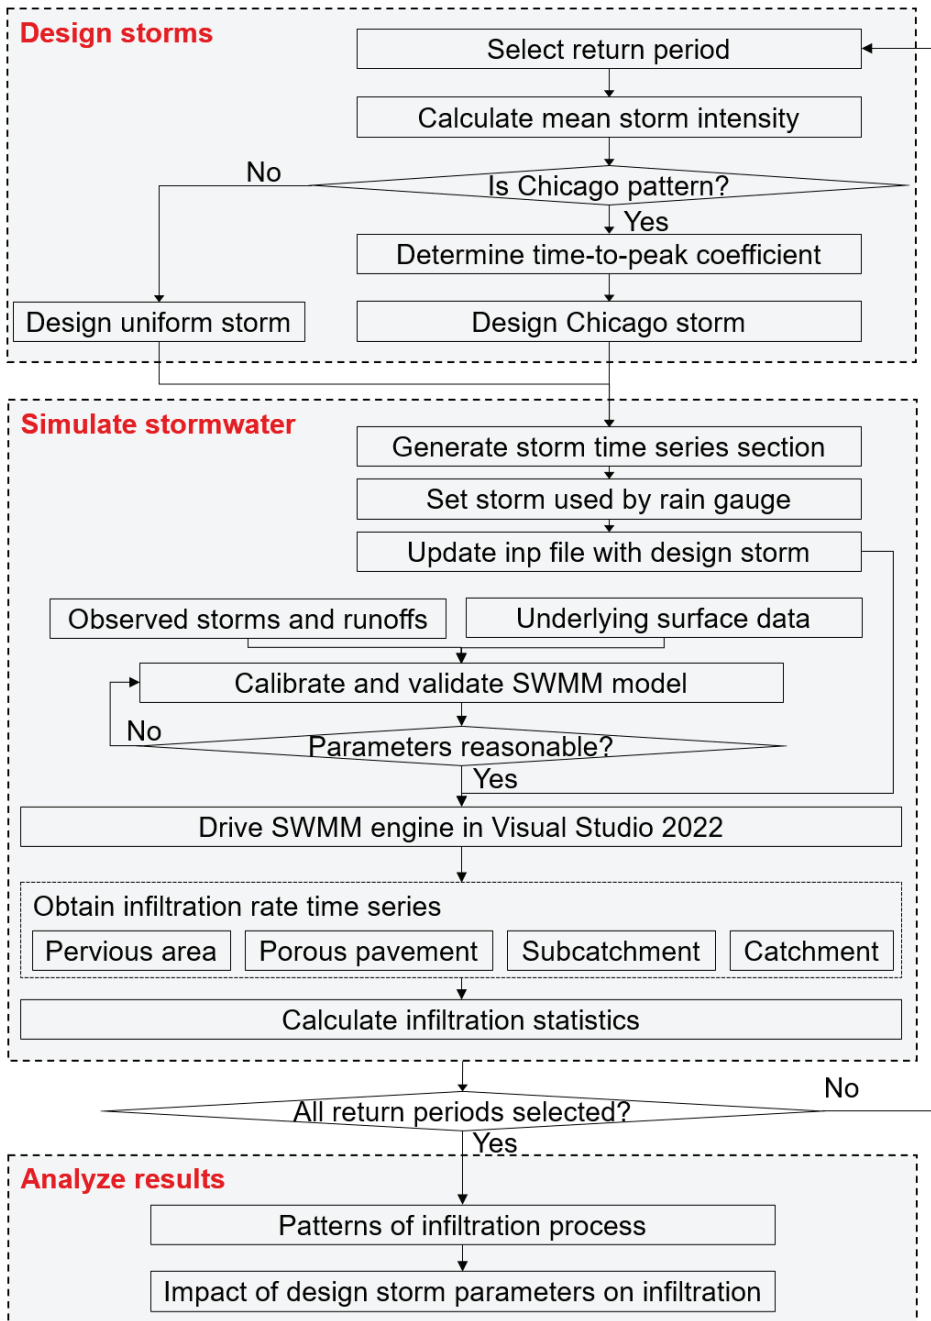 Design storms
Select return period
Calculate mean storm intensity
No
Is Chicago pattern?
Yes
Determine time-to-peak coefficient
Design uniform storm
Design Chicago storm
Simulate stormwater
Generate storm time series section
Set storm used by rain gauge
Update inp file with design storm
Observed storms and runoffs
Underlying surface data
Calibrate and validate SWMM model
No
Parameters reasonable?
Yes
Drive SWMM engine in Visual Studio 2022
Obtain infiltration rate time series
Pervious area
Porous pavement
Subcatchment
Catchment
Calculate infiltration statistics
No
All return periods selected?
Yes
Analyze results
Patterns of infiltration process
Impact of design storm parameters on infiltration